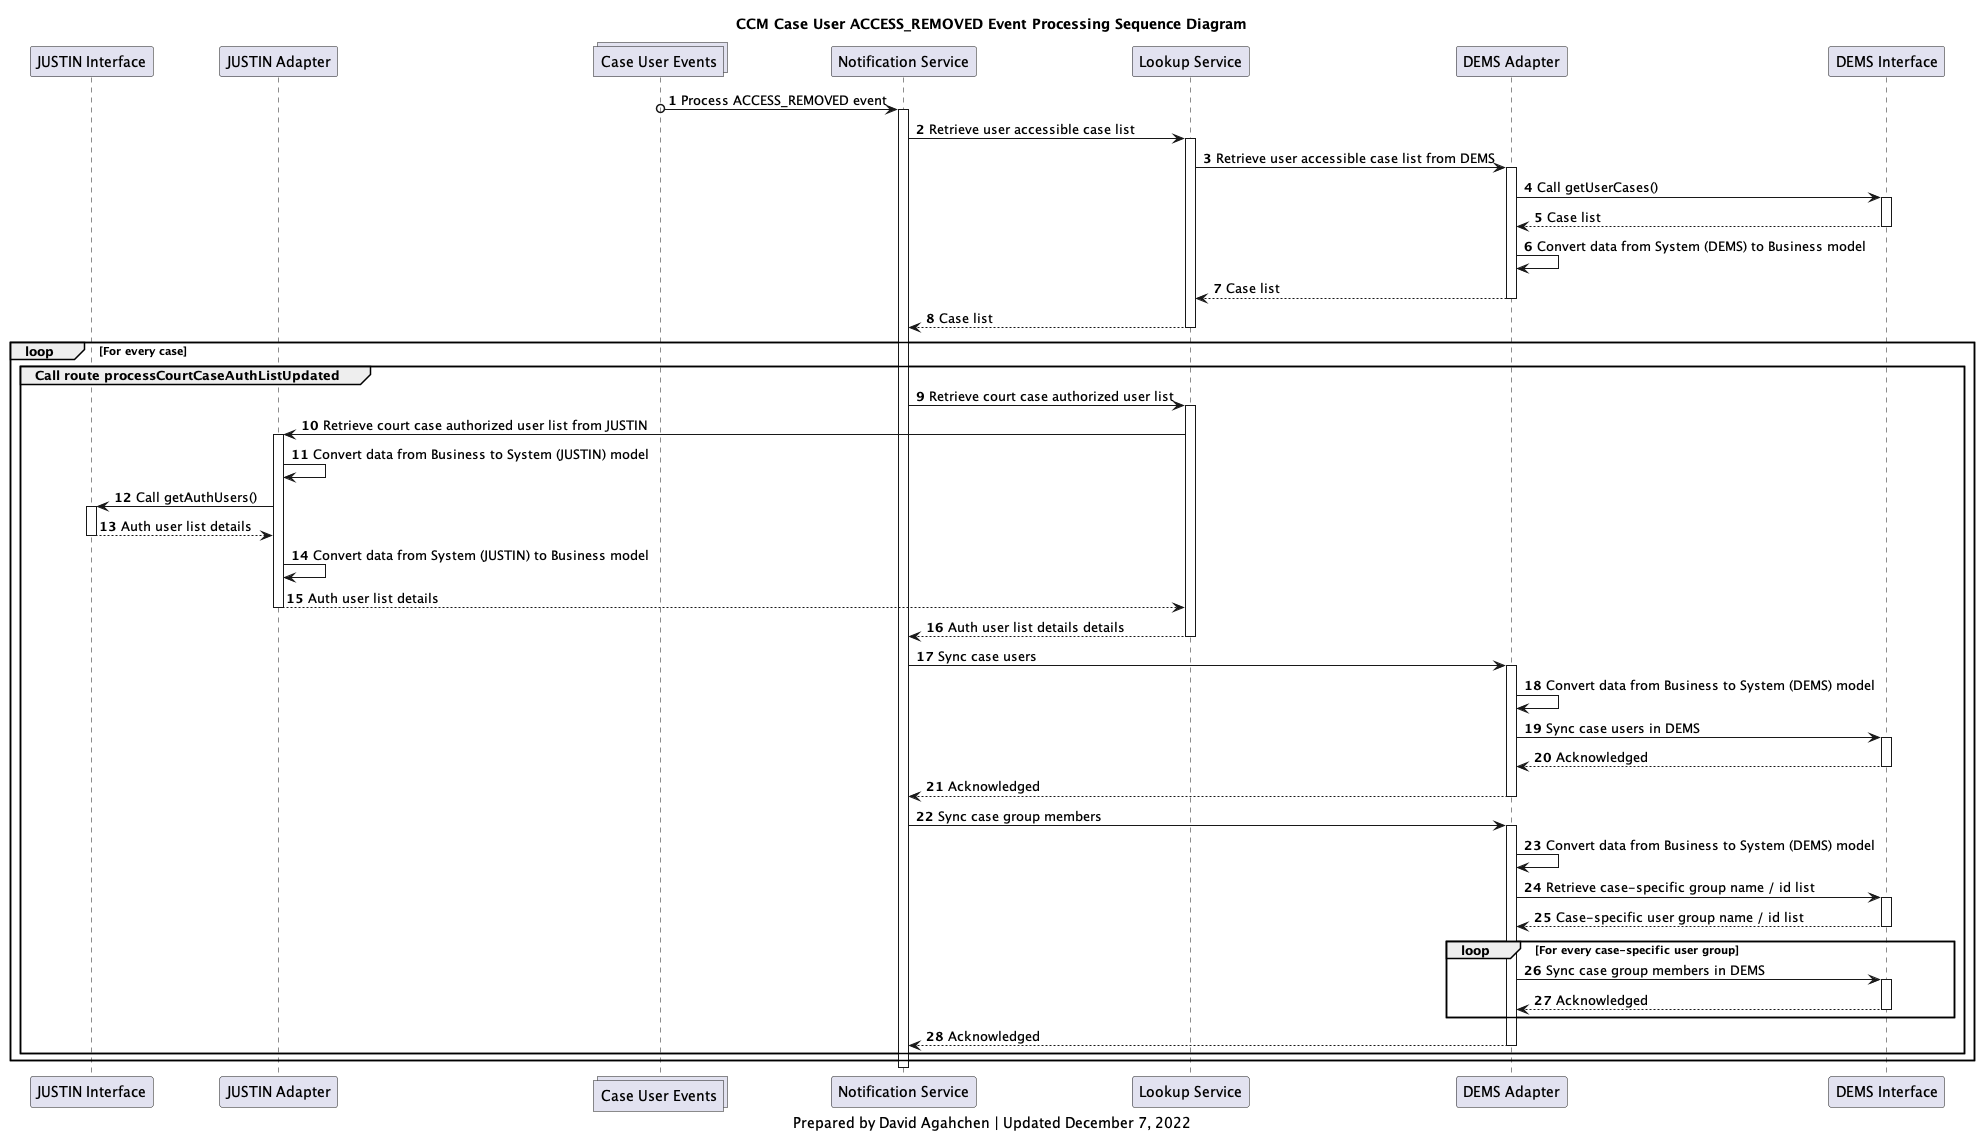 CCM Case User ACCESS_REMOVED Event Processing Sequence Diagram
JUSTIN Interface
JUSTIN Adapter
Case User Events
Notification Service
Lookup Service
DEMS Adapter
DEMS Interface
1 Process ACCESS_REMOVED event
2 Retrieve user accessible case list
3 Retrieve user accessible case list from DEMS
4 Call getUserCases()
5 Case list
6 Convert data from System (DEMS) to Business model
7 Case list
8 Case list
loop [For every case]
Call route processCourtCaseAuthListUpdated
9 Retrieve court case authorized user list
10 Retrieve court case authorized user list from JUSTIN
11 Convert data from Business to System (JUSTIN) model
12 Call getAuthUsers()
13 Auth user list details
14 Convert data from System (JUSTIN) to Business model
15 Auth user list details
16 Auth user list details details
17 Sync case users
18 Convert data from Business to System (DEMS) model
19 Sync case users in DEMS
20 Acknowledged
21 Acknowledged
22 Sync case group members
23 Convert data from Business to System (DEMS) model
24 Retrieve case-specific group name / id list
25 Case-specific user group name / id list
loop [For every case-specific user group]
26 Sync case group members in DEMS
27 Acknowledged
28 Acknowledged
JUSTIN Interface
JUSTIN Adapter
Case User Events
Notification Service
Lookup Service
DEMS Adapter
DEMS Interface
Prepared by David Agahchen | Updated December 7, 2022